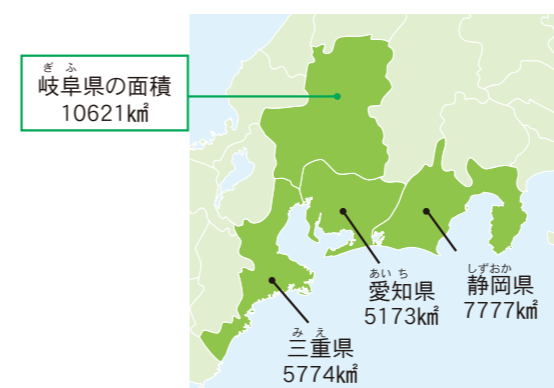 ぎふ
岐阜県の面積
10621㎢
あいち
愛知県
5173㎢
しずおか
静岡県
7777㎢
みえ
三重県
5774㎢